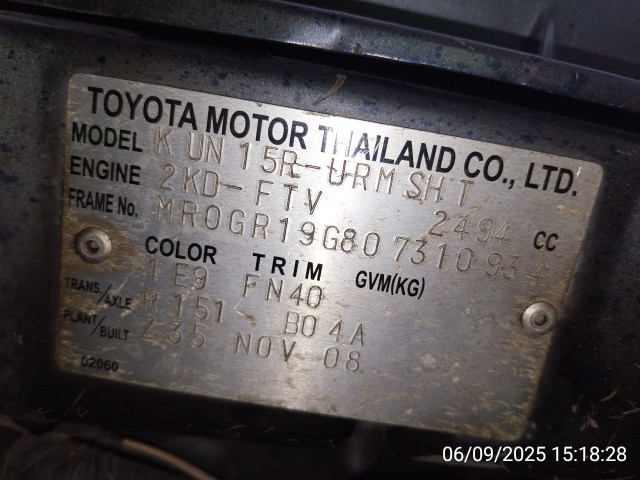 TOYOTA MOTOR THAILAND CO., LTD.
MODEL KUN15R-URMSHT
ENGINE 2KD-FTV 2494 CC
FRAME No. MR0GR19G807310934
COLOR TRIM GVM(KG)
1E9 FN40
TRANS/AXLE R151- B04A
PLANT/BUILT Z35 NOV 08
02060
06/09/2025 15:18:28